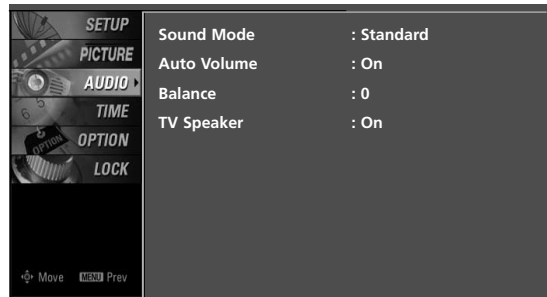 SETUP
PICTURE
AUDIO
TIME
OPTION
LOCK
Move MENU Prev
Sound Mode : Standard
Auto Volume : On
Balance : 0
TV Speaker : On